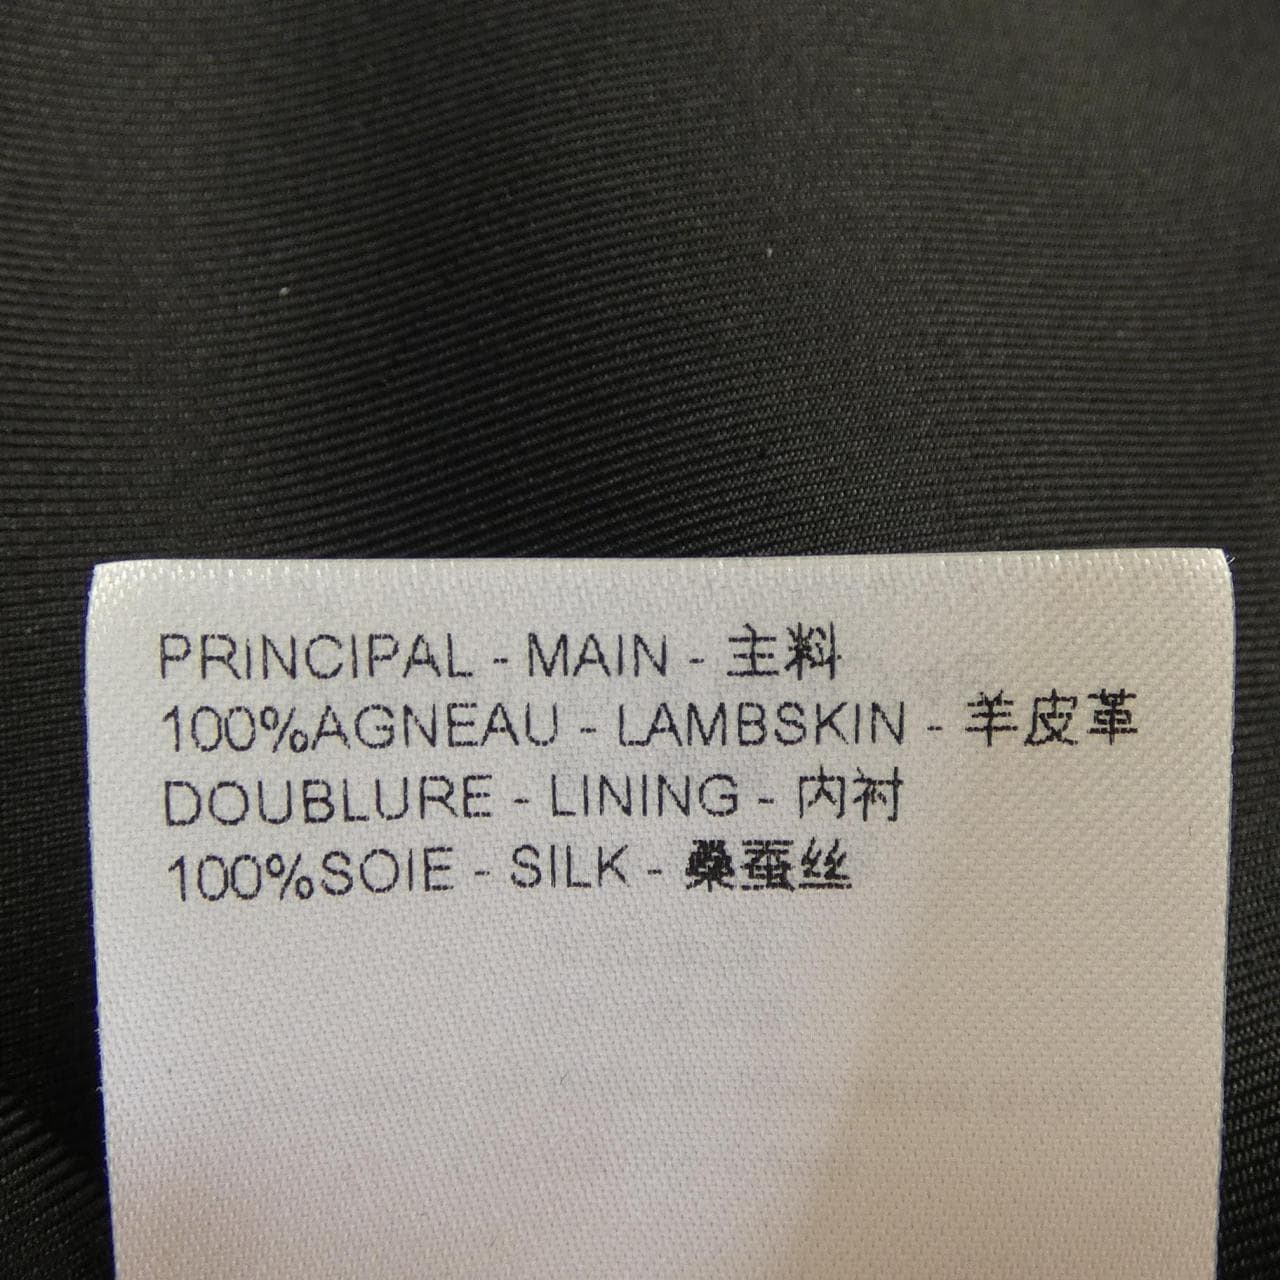 PRINCIPAL - MAIN - 主料
100%AGNEAU - LAMBSKIN - 羊皮革
DOUBLURE - LINING - 内衬
100%SOIE - SILK - 桑蚕丝